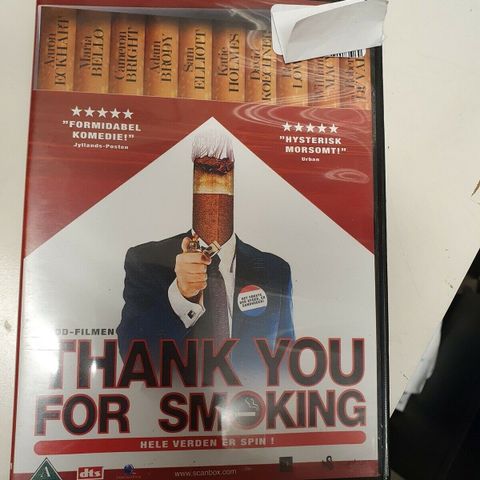 Aaron
ECKHART
Maria
BELLO
Cameron
BRIGHT
Adam
BRODY
Sam
ELLIOTT
Katie
HOLMES
David
"FORMIDABEL
KOMEDIE!"
Jyllands-Posten
"HYSTERISK
MORSOMT!"
Urban
THANK YOU
FOR SMOKING
HELE VERDEN ER SPIN !
A
dts
www.scanbox.com